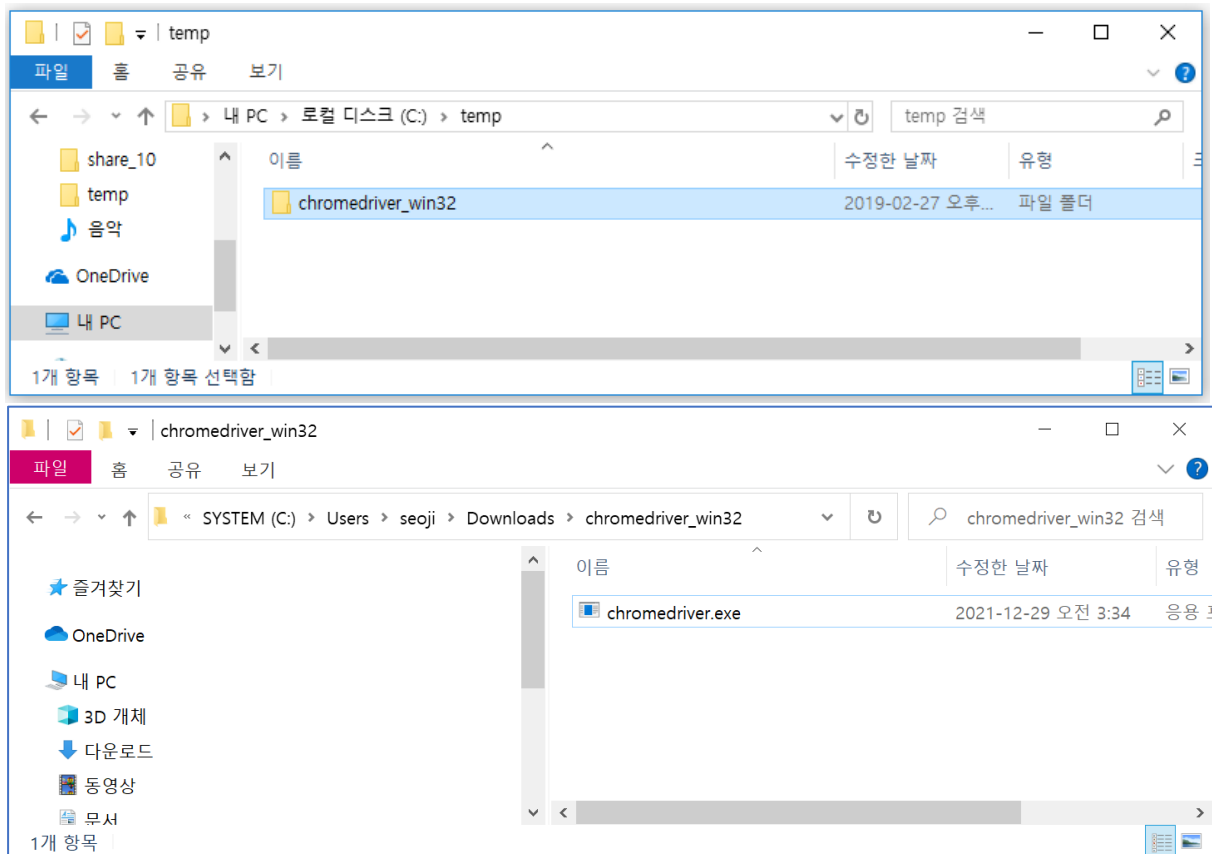 temp
파일 홈 공유 보기
내 PC > 로컬 디스크 (C:) > temp
temp 검색
share_10
temp
음악
OneDrive
내 PC
이름 수정한 날짜 유형
chromedriver_win32 2019-02-27 오후... 파일 폴더
1개 항목 1개 항목 선택함
chromedriver_win32
파일 홈 공유 보기
« SYSTEM (C:) > Users > seoji > Downloads > chromedriver_win32
chromedriver_win32 검색
즐겨찾기
OneDrive
내 PC
3D 개체
다운로드
동영상
문서
이름 수정한 날짜 유형
chromedriver.exe 2021-12-29 오전 3:34 응용
1개 항목